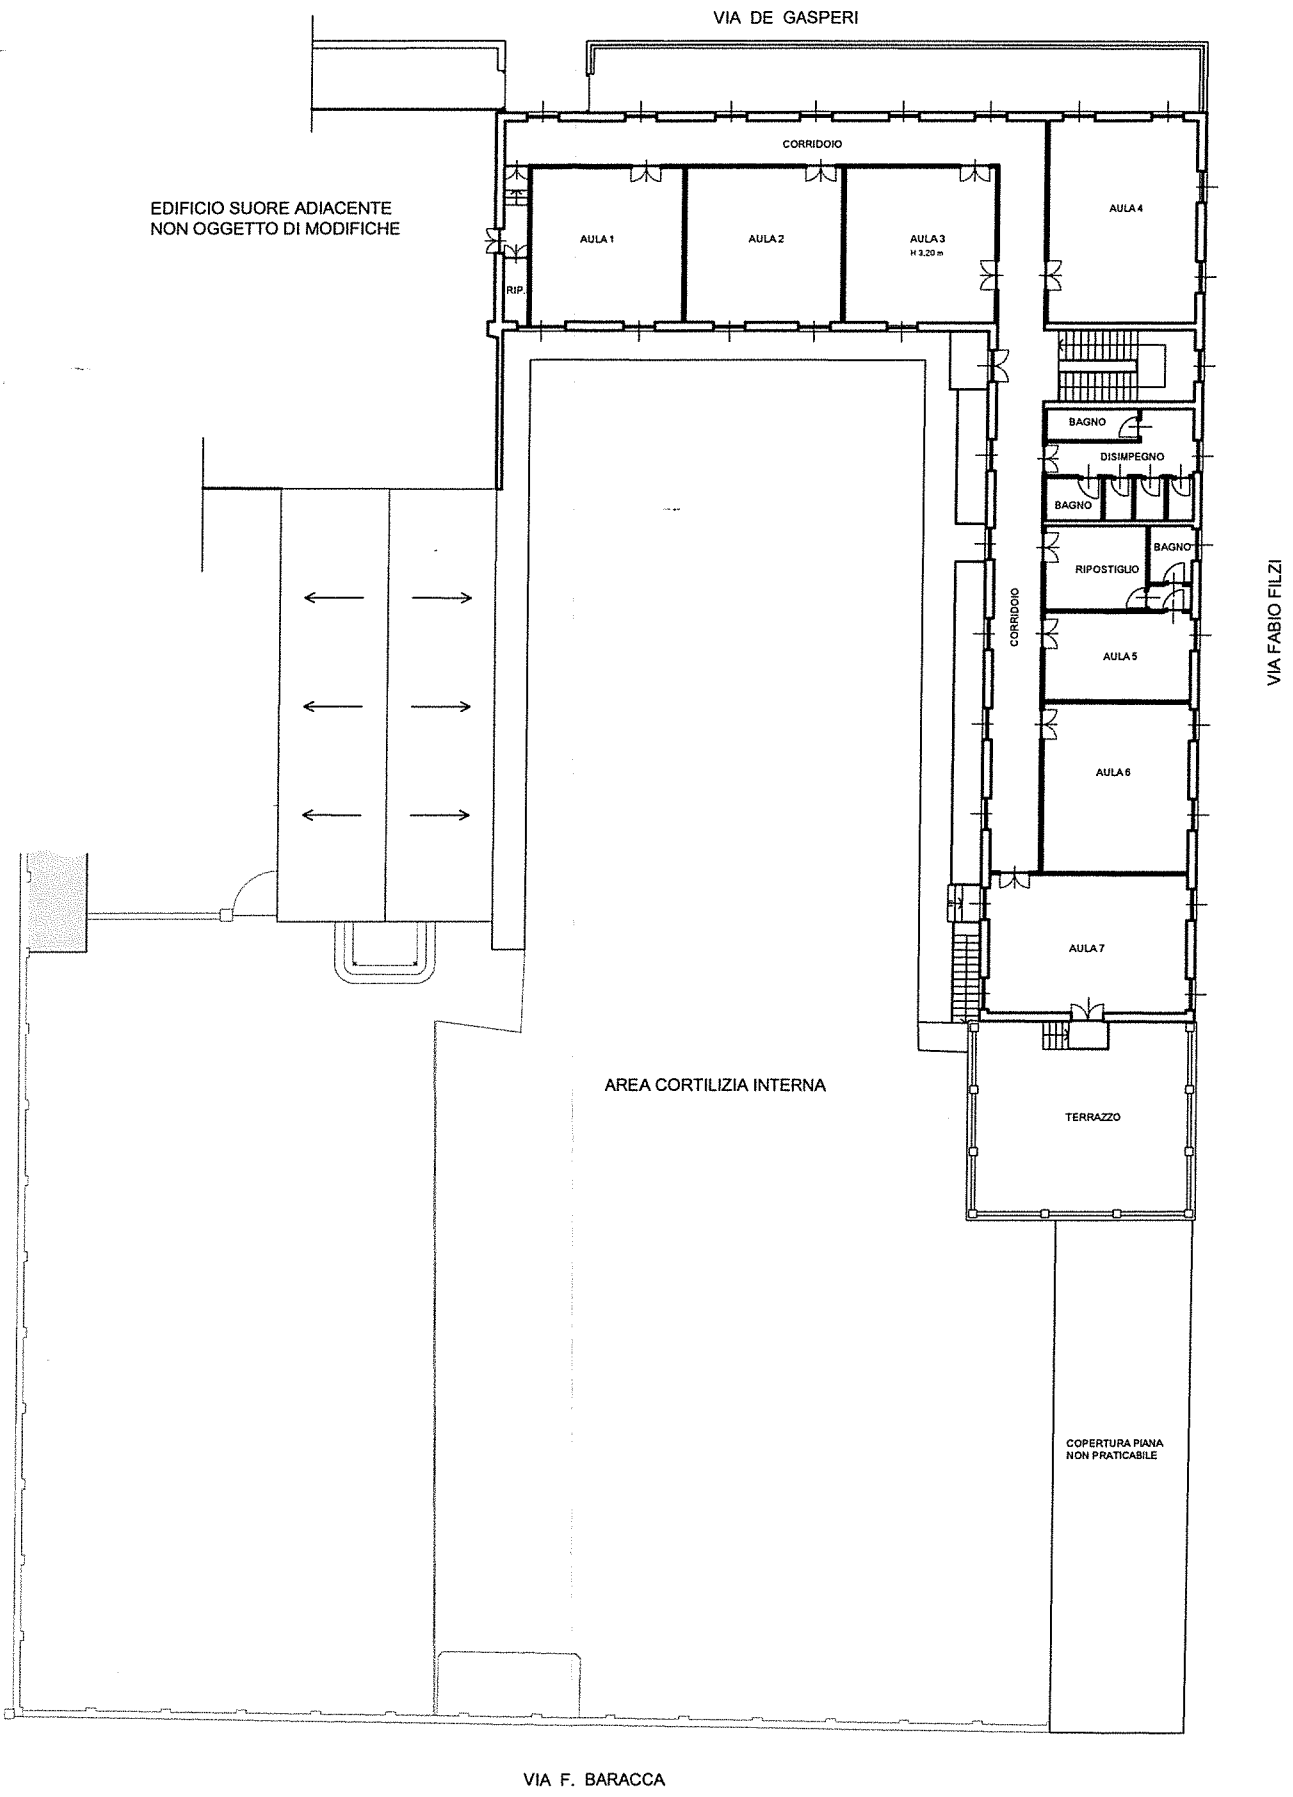 VIA DE GASPERI
CORRIDOIO
EDIFICIO SUORE ADIACENTE
NON OGGETTO DI MODIFICHE
AULA 1
AULA 2
AULA 3
H 3,20 m
AULA 4
RIP.
BAGNO
DISIMPEGNO
BAGNO
BAGNO
RIPOSTIGLIO
CORRIDOIO
VIA FABIO FILZI
AULA 5
AULA 6
AULA 7
AREA CORTILIZIA INTERNA
TERRAZZO
COPERTURA PIANA
NON PRATICABILE
VIA F. BARACCA